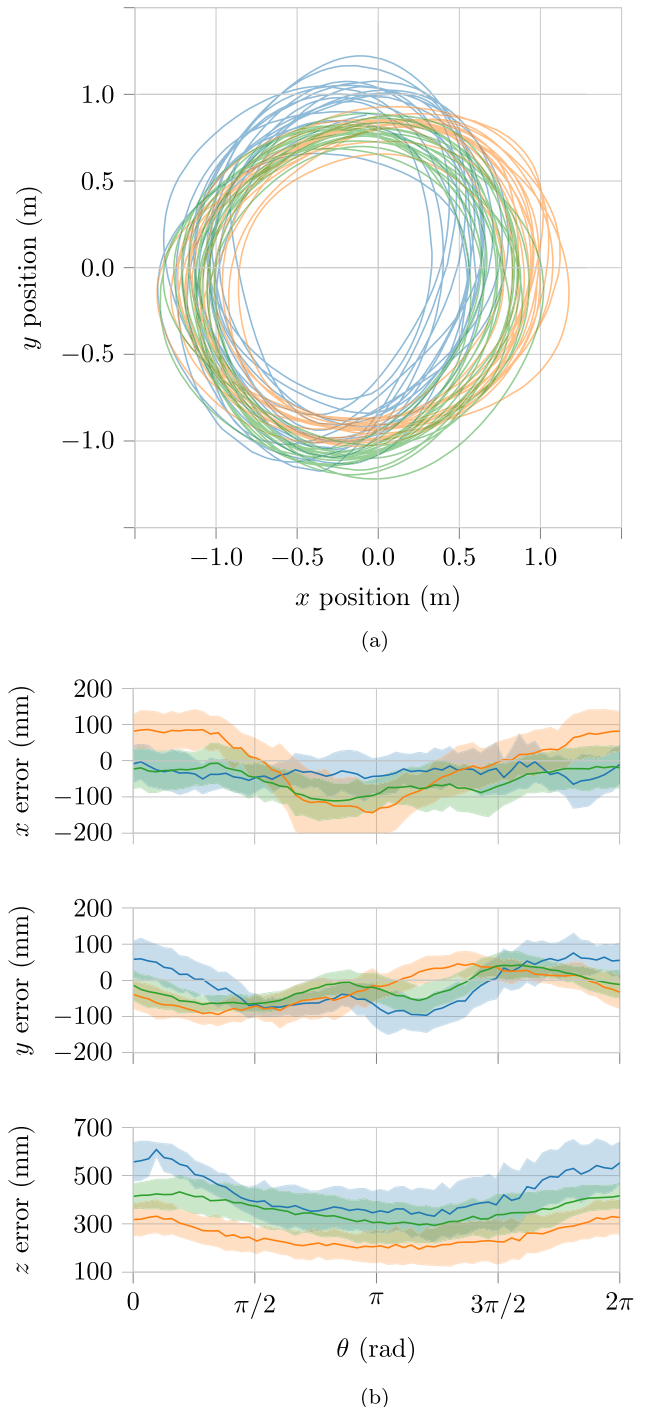 1.0
0.5
0.0
−0.5
−1.0
y position (m)
−1.0 −0.5 0.0 0.5 1.0
x position (m)
(a)
200
100
0
−100
−200
x error (mm)
200
100
0
−100
−200
y error (mm)
700
500
300
100
z error (mm)
0 π/2 π 3π/2 2π
θ (rad)
(b)